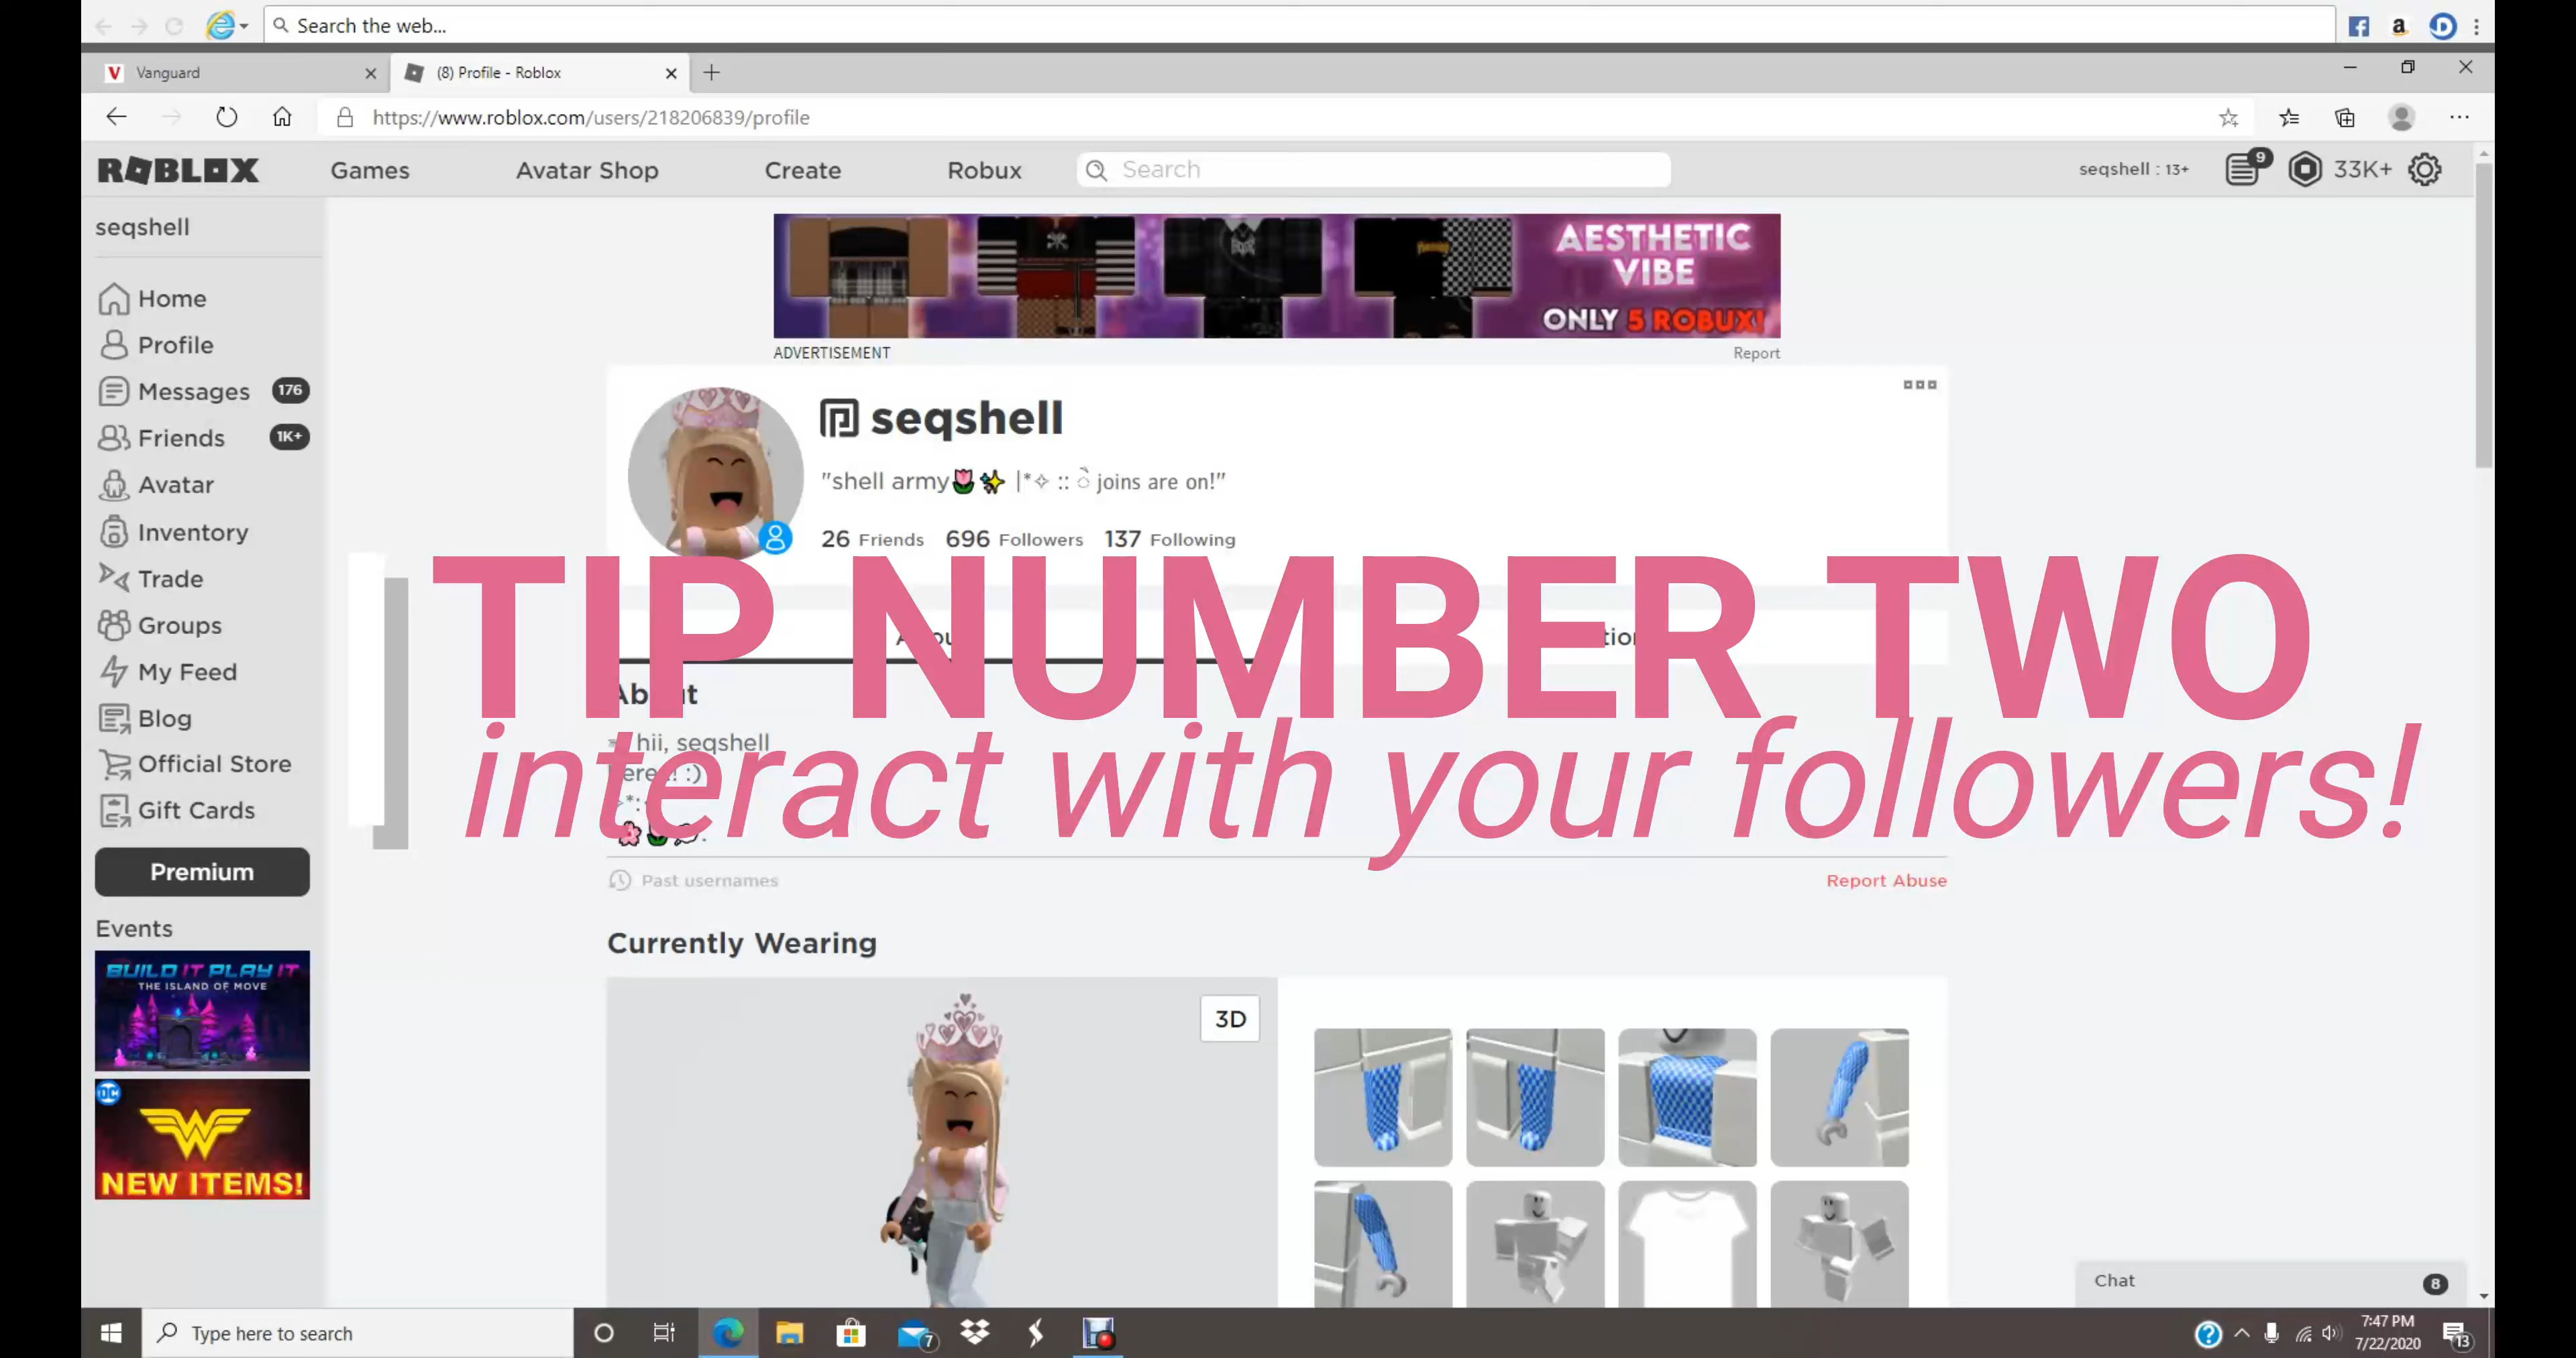 Search the web...
Vanguard
(8) Profile - Roblox
https://www.roblox.com/users/218206839/profile
ROBLOX
Games
Avatar Shop
Create
Robux
Search
seqshell : 13+
9
33K+
seqshell
Home
Profile
Messages 176
Friends 1K+
Avatar
Inventory
Trade
Groups
My Feed
Blog
Official Store
Gift Cards
Premium
Events
BUILD IT PLAY IT
THE ISLAND OF MOVE
DC
NEW ITEMS!
AESTHETIC
VIBE
ONLY 5 ROBUX!
ADVERTISEMENT
Report
seqshell
"shell army🌷✨ |*✧ :: ੈ joins are on!"
26 Friends 696 Followers 137 Following
TIP NUMBER TWO
interact with your followers!
About
hii, seqshell
Past usernames
Report Abuse
Currently Wearing
3D
Chat
8
Type here to search
7
7:47 PM
7/22/2020
13